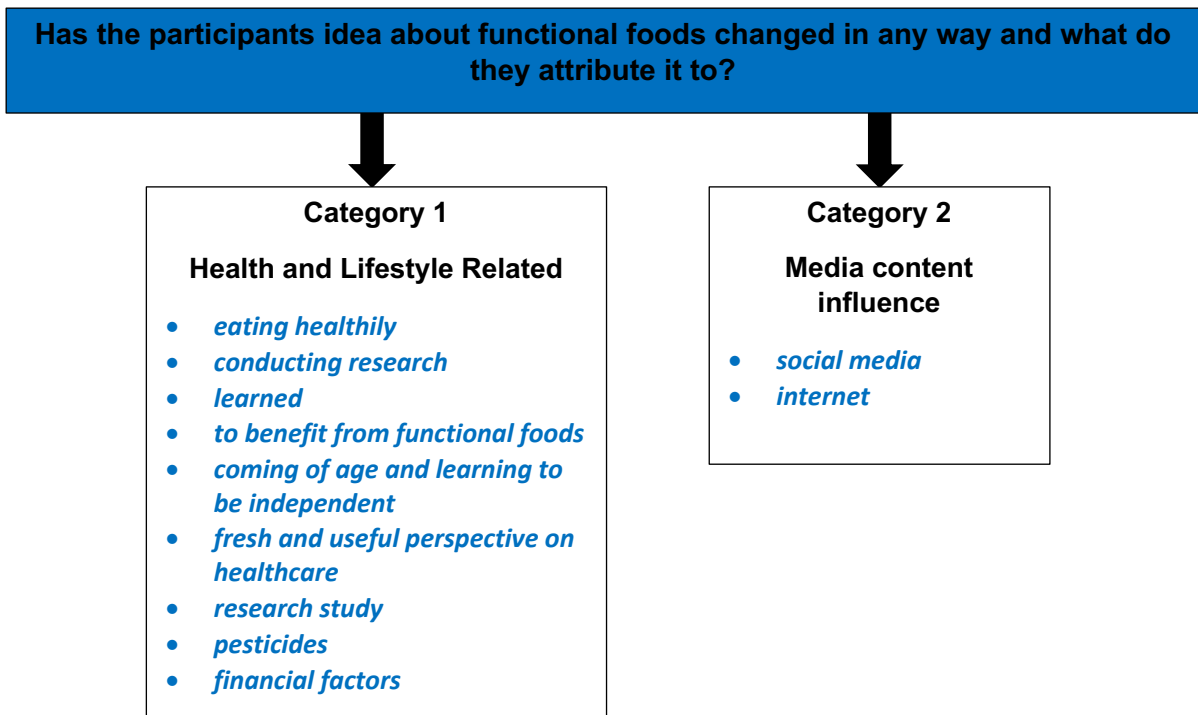 Has the participants idea about functional foods changed in any way and what do
they attribute it to?
Category 1
Health and Lifestyle Related
• eating healthily
• conducting research
• learned
• to benefit from functional foods
• coming of age and learning to
be independent
• fresh and useful perspective on
healthcare
• research study
• pesticides
• financial factors
Category 2
Media content
influence
• social media
• internet